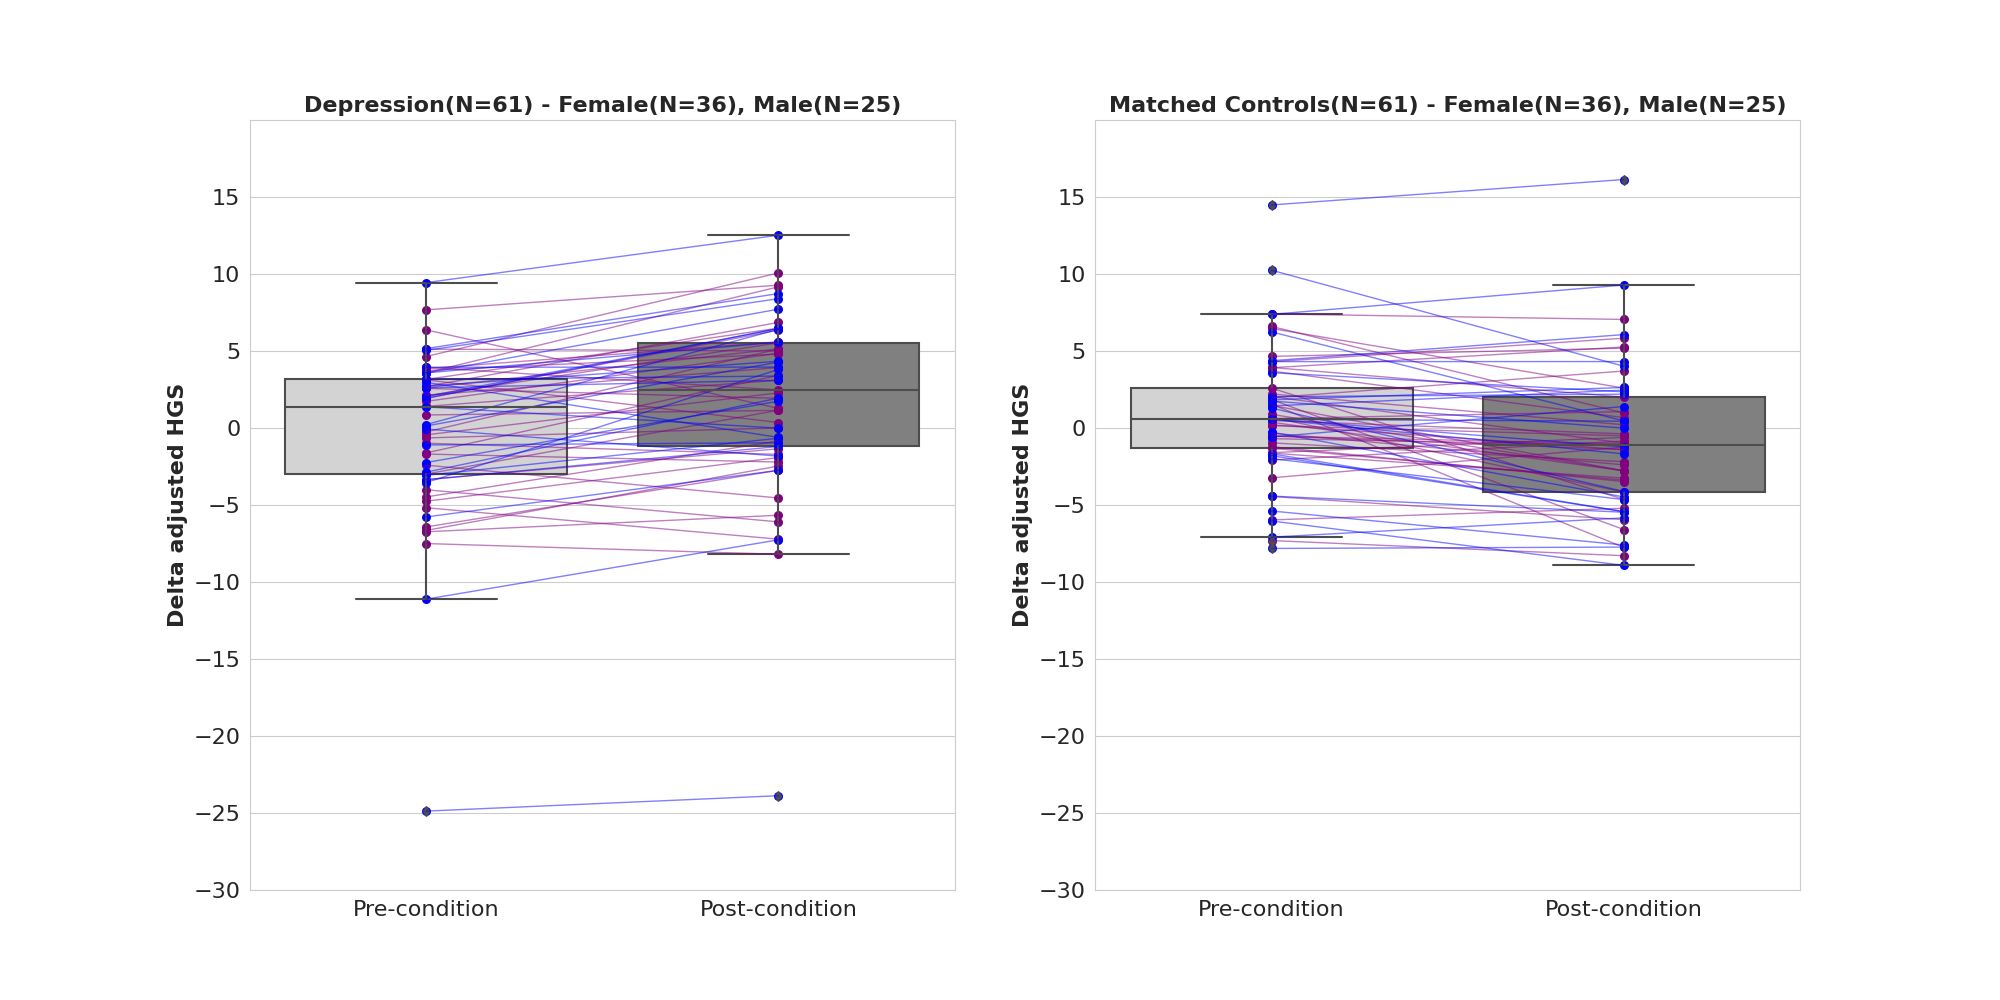 Depression(N=61) - Female(N=36), Male(N=25)
Delta adjusted HGS
15
10
5
0
−5
−10
−15
−20
−25
−30
Pre-condition
Post-condition
Matched Controls(N=61) - Female(N=36), Male(N=25)
Delta adjusted HGS
15
10
5
0
−5
−10
−15
−20
−25
−30
Pre-condition
Post-condition